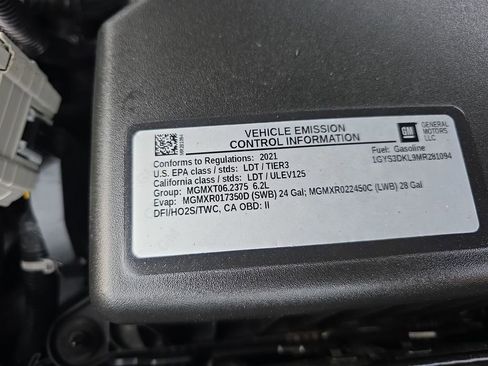 VEHICLE EMISSION
CONTROL INFORMATION
GM
GENERAL
MOTORS
LLC
Conforms to Regulations: 2021
U.S. EPA class / stds: LDT / TIER3
California class / stds: LDT / ULEV125
Group: MGMXT06.2375 6.2L
Evap: MGMXR017350D (SWB) 24 Gal; MGMXR022450C (LWB) 28 Gal
DFI/HO2S/TWC, CA OBD: II
Fuel: Gasoline
1GYS3DKL9MR281094